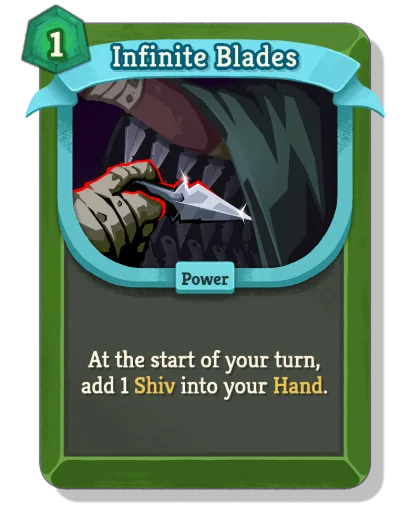 1
Infinite Blades
Power
At the start of your turn,
add 1 Shiv into your Hand.